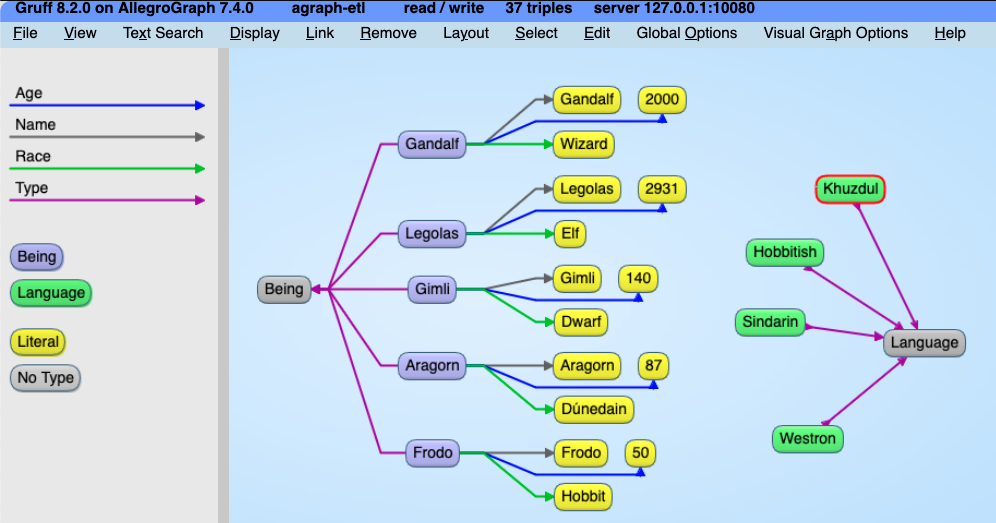 Gruff 8.2.0 on AllegroGraph 7.4.0 agraph-etl read / write 37 triples server 127.0.0.1:10080
File View Text Search Display Link Remove Layout Select Edit Global Options Visual Graph Options Help
Age
Name
Race
Type
Being
Language
Literal
No Type
Being
Gandalf
Gandalf 2000
Wizard
Legolas
Legolas 2931
Elf
Gimli
Gimli 140
Dwarf
Aragorn
Aragorn 87
Dúnedain
Frodo
Frodo 50
Hobbit
Khuzdul
Hobbitish
Sindarin
Language
Westron